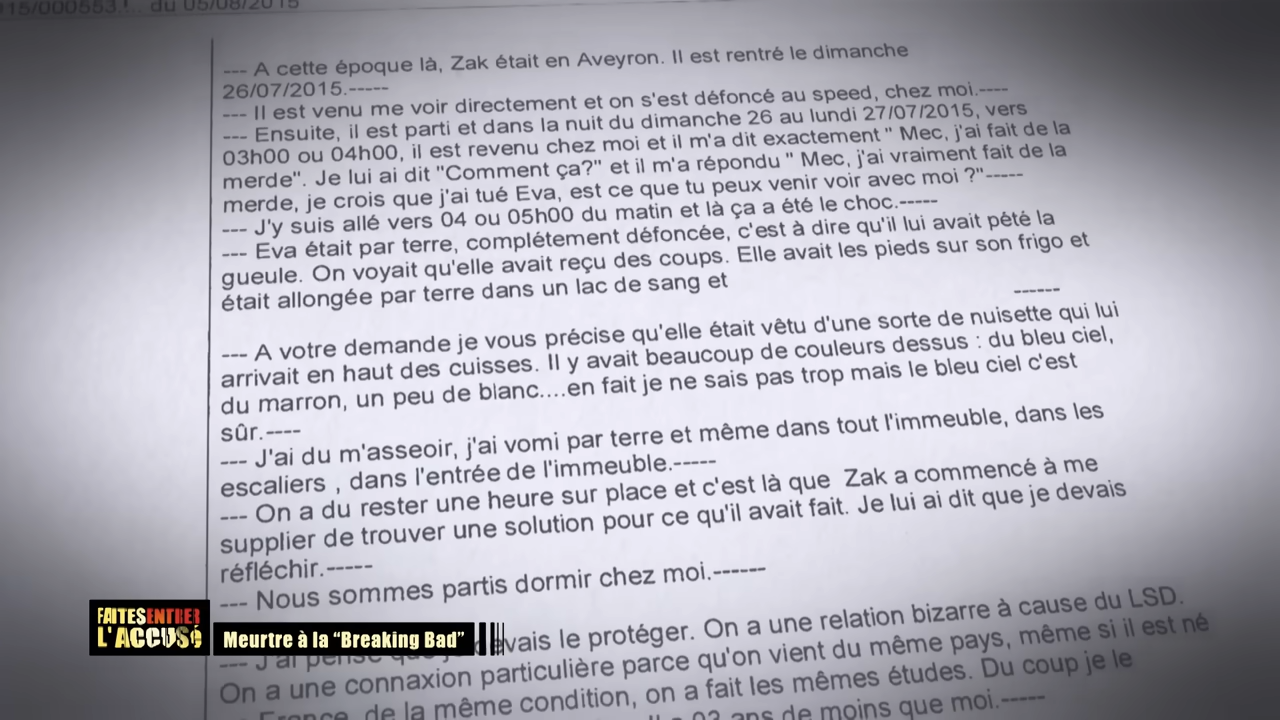 15/000553 du 05/08/2015
--- A cette époque là, Zak était en Aveyron. Il est rentré le dimanche
26/07/2015.-----
--- Il est venu me voir directement et on s'est défoncé au speed, chez moi.----
--- Ensuite, il est parti et dans la nuit du dimanche 26 au lundi 27/07/2015, vers
03h00 ou 04h00, il est revenu chez moi et il m'a dit exactement " Mec, j'ai fait de la
merde". Je lui ai dit "Comment ça?" et il m'a répondu " Mec, j'ai vraiment fait de la
merde, je crois que j'ai tué Eva, est ce que tu peux venir voir avec moi ?"-----
--- J'y suis allé vers 04 ou 05h00 du matin et là ça a été le choc.-----
--- Eva était par terre, complétement défoncée, c'est à dire qu'il lui avait pété la
gueule. On voyait qu'elle avait reçu des coups. Elle avait les pieds sur son frigo et
était allongée par terre dans un lac de sang et
------
--- A votre demande je vous précise qu'elle était vêtu d'une sorte de nuisette qui lui
arrivait en haut des cuisses. Il y avait beaucoup de couleurs dessus : du bleu ciel,
du marron, un peu de blanc....en fait je ne sais pas trop mais le bleu ciel c'est
sûr.----
--- J'ai du m'asseoir, j'ai vomi par terre et même dans tout l'immeuble, dans les
escaliers , dans l'entrée de l'immeuble.-----
--- On a du rester une heure sur place et c'est là que Zak a commencé à me
supplier de trouver une solution pour ce qu'il avait fait. Je lui ai dit que je devais
réfléchir.-----
--- Nous sommes partis dormir chez moi.------
--- J'ai pensé que je devais le protéger. On a une relation bizarre à cause du LSD.
On a une connaxion particulière parce qu'on vient du même pays, même si il est né
France, de la même condition, on a fait les mêmes études. Du coup je le
03 ans de moins que moi.-----
FAITES ENTRER
L'ACCUSÉ
Meurtre à la "Breaking Bad"